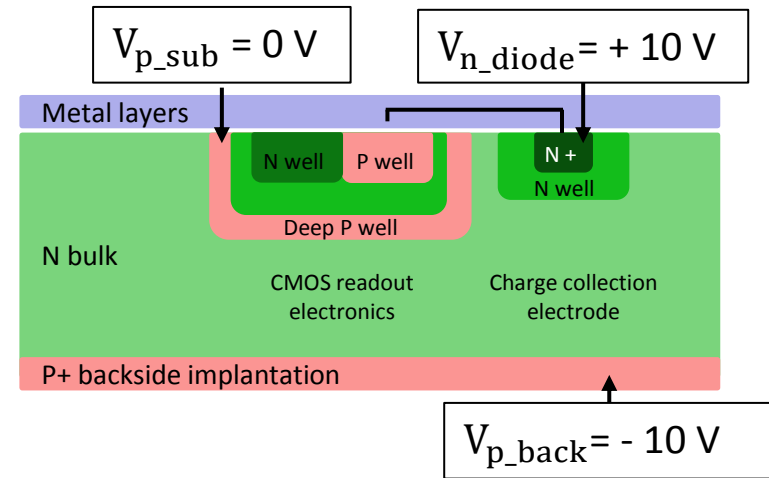 V_p_sub = 0 V
V_n_diode = + 10 V
Metal layers
N well
P well
N +
N well
Deep P well
N bulk
CMOS readout
electronics
Charge collection
electrode
P+ backside implantation
V_p_back = - 10 V